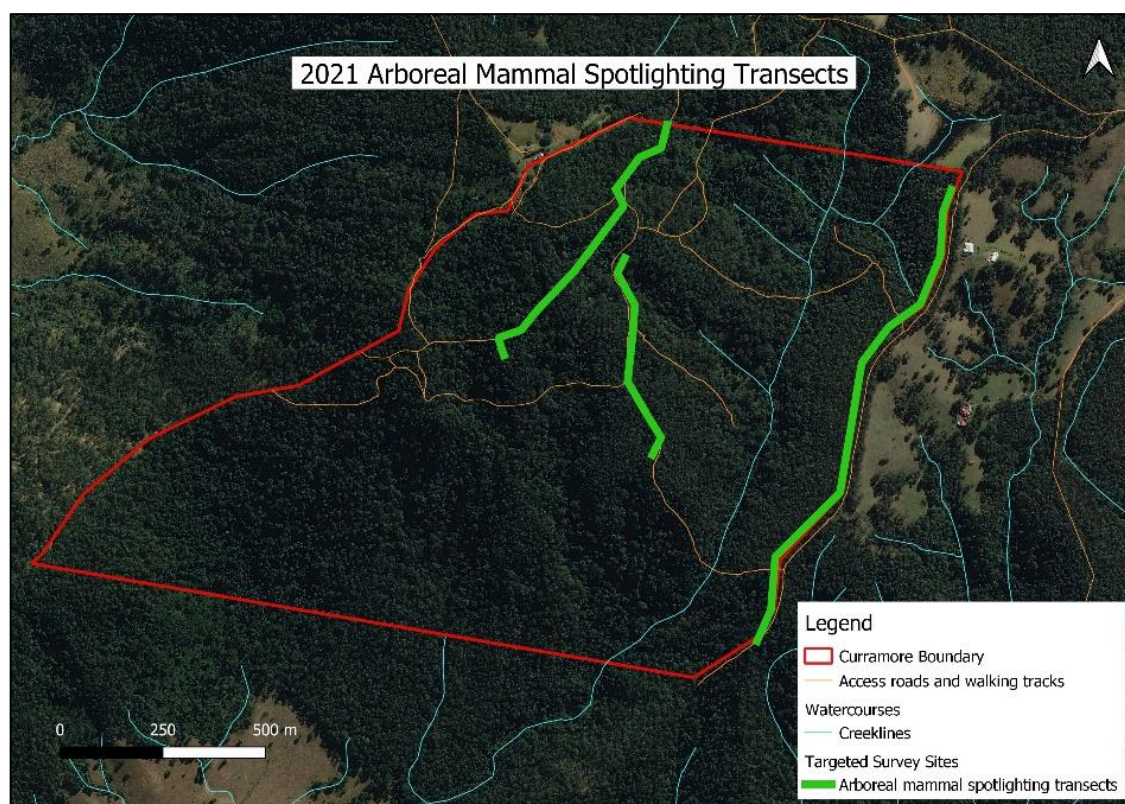 2021 Arboreal Mammal Spotlighting Transects
0 250 500 m
Legend
Curramore Boundary
Access roads and walking tracks
Watercourses
Creeklines
Targeted Survey Sites
Arboreal mammal spotlighting transects